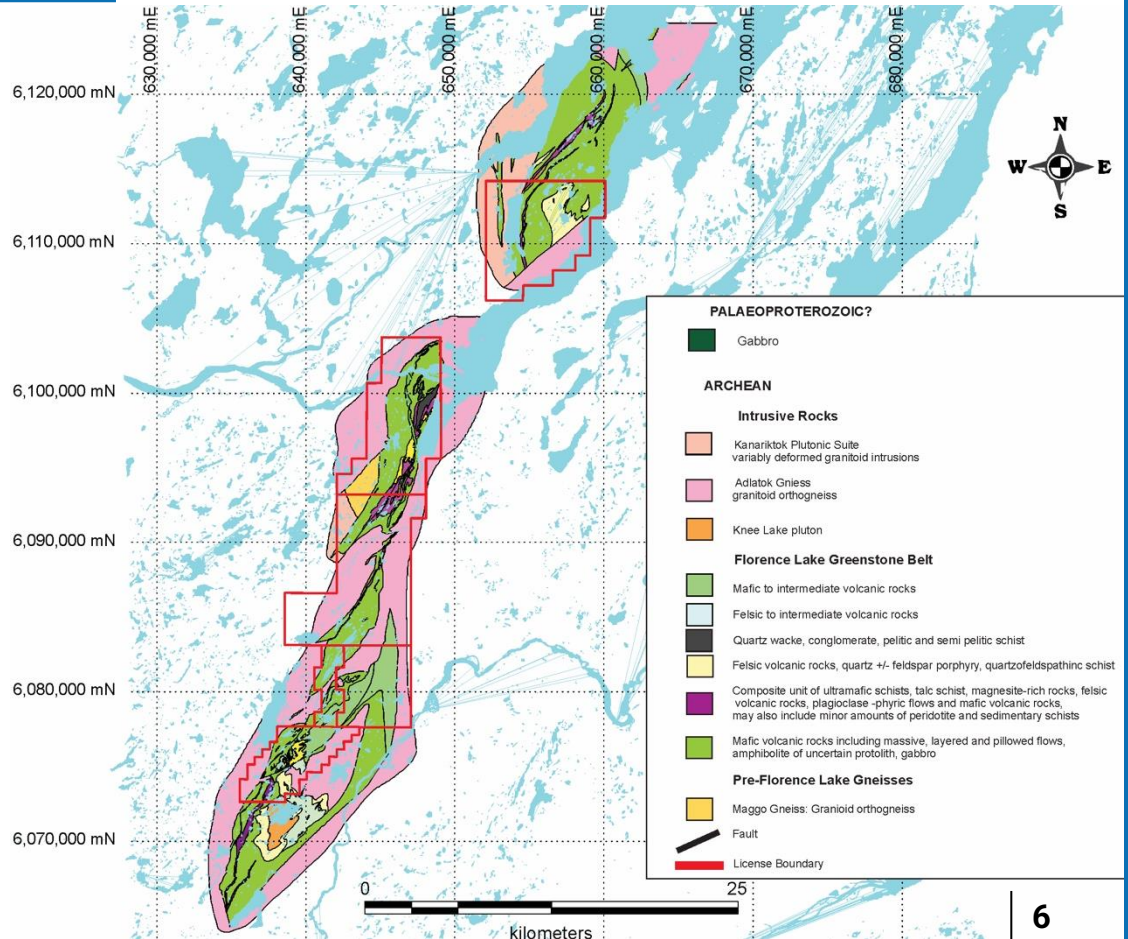 630,000 mE
640,000 mE
650,000 mE
660,000 mE
670,000 mE
680,000 mE
6,120,000 mN
6,110,000 mN
6,100,000 mN
6,090,000 mN
6,080,000 mN
6,070,000 mN
N
W
E
S
PALAEOPROTEROZOIC?
Gabbro
ARCHEAN
Intrusive Rocks
Kanariktok Plutonic Suite
variably deformed granitoid intrusions
Adlatok Gniess
granitoid orthogneiss
Knee Lake pluton
Florence Lake Greenstone Belt
Mafic to intermediate volcanic rocks
Felsic to intermediate volcanic rocks
Quartz wacke, conglomerate, pelitic and semi pelitic schist
Felsic volcanic rocks, quartz +/- feldspar porphyry, quartzofeldspathinc schist
Composite unit of ultramafic schists, talc schist, magnesite-rich rocks, felsic
volcanic rocks, plagioclase -phyric flows and mafic volcanic rocks,
may also include minor amounts of peridotite and sedimentary schists
Mafic volcanic rocks including massive, layered and pillowed flows,
amphibolite of uncertain protolith, gabbro
Pre-Florence Lake Gneisses
Maggo Gneiss: Granioid orthogneiss
Fault
License Boundary
0
25
kilometers
6